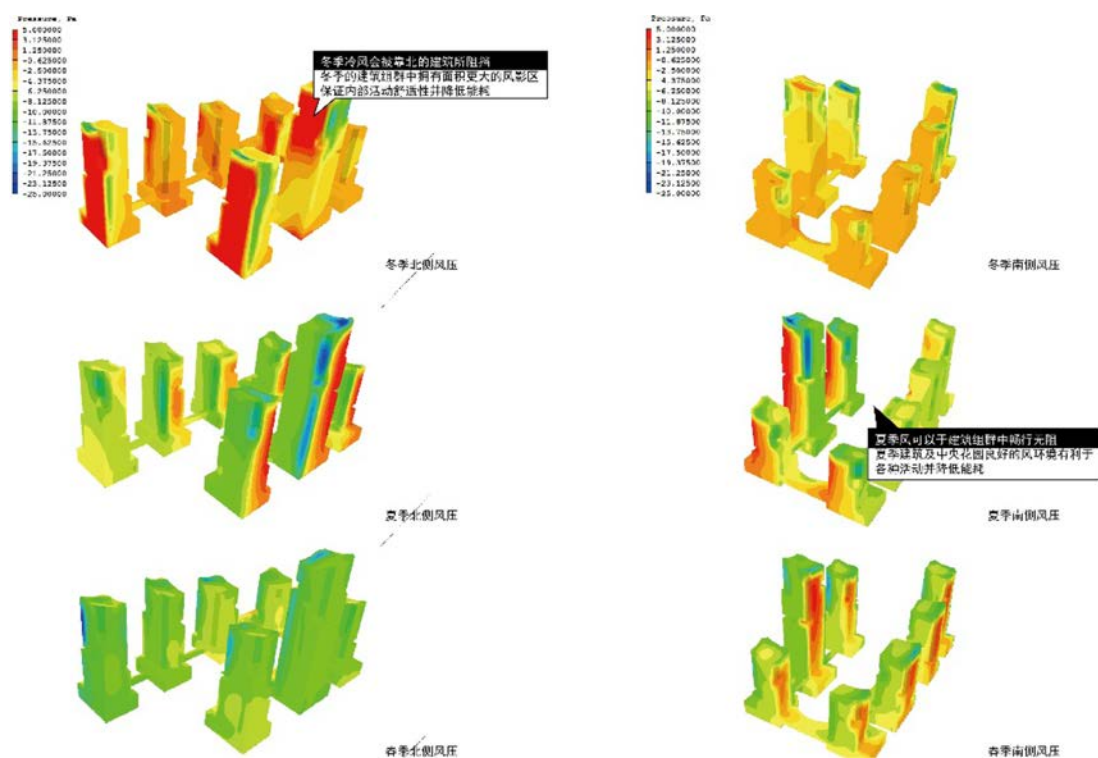 Pressure, Pa
5.000000
3.125000
1.250000
-0.625000
-2.500000
-4.375000
-6.250000
-8.125000
-10.00000
-11.87500
-13.75000
-15.62500
-17.50000
-19.37500
-21.25000
-23.12500
-25.00000
冬季冷风会被靠北的建筑所阻挡
冬季的建筑组群中拥有面积更大的风影区
保证内部活动舒适性并降低能耗
冬季北侧风压
Pressure, Pa
5.000000
3.125000
1.250000
-0.625000
-2.500000
-4.375000
-6.250000
-8.125000
-10.00000
-11.87500
-13.75000
-15.62500
-17.50000
-19.37500
-21.25000
-23.12500
-25.00000
冬季南侧风压
夏季北侧风压
夏季风可以于建筑组群中畅行无阻
夏季建筑及中央花园良好的风环境有利于
各种活动并降低能耗
夏季南侧风压
春季北侧风压
春季南侧风压